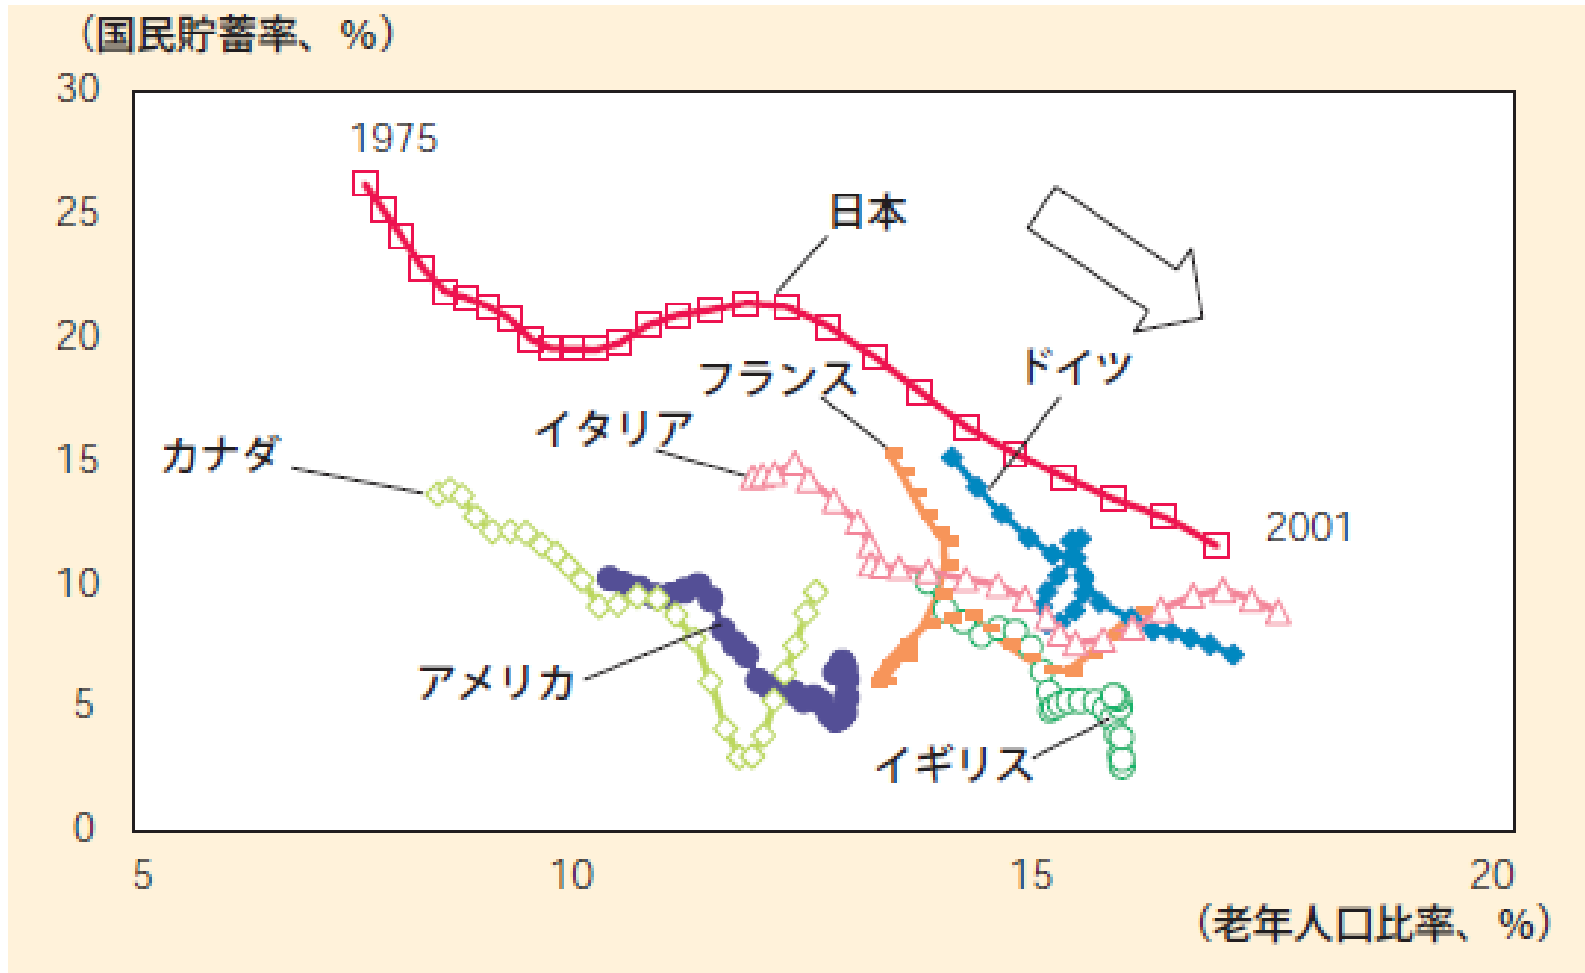 （国民貯蓄率、%）
30
1975
25
日本
20
フランス
ドイツ
イタリア
15
カナダ
2001
10
アメリカ
5
イギリス
0
5
10
15
20
（老年人口比率、%）